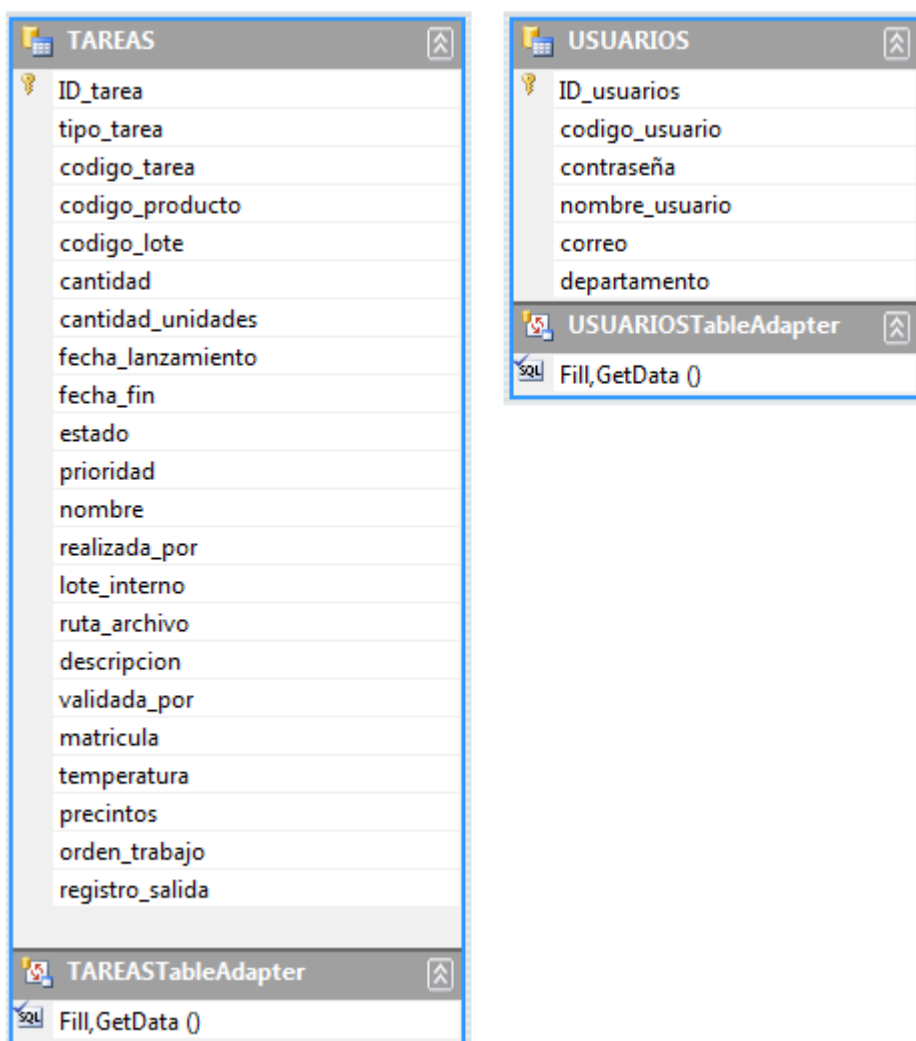 TAREAS
ID_tarea
tipo_tarea
codigo_tarea
codigo_producto
codigo_lote
cantidad
cantidad_unidades
fecha_lanzamiento
fecha_fin
estado
prioridad
nombre
realizada_por
lote_interno
ruta_archivo
descripcion
validada_por
matricula
temperatura
precintos
orden_trabajo
registro_salida
TAREASTableAdapter
SQL Fill,GetData ()
USUARIOS
ID_usuarios
codigo_usuario
contraseña
nombre_usuario
correo
departamento
USUARIOSTableAdapter
SQL Fill,GetData ()